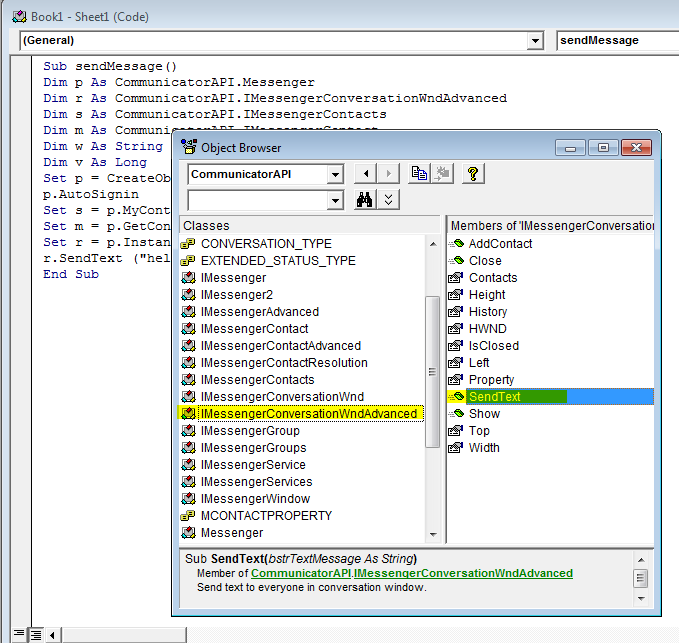 Book1 - Sheet1 (Code)
(General)
sendMessage
Sub sendMessage()
Dim p As CommunicatorAPI.Messenger
Dim r As CommunicatorAPI.IMessengerConversationWndAdvanced
Dim s As CommunicatorAPI.IMessengerContacts
Dim m As CommunicatorAPI.IMessengerContact
Dim w As String
Dim v As Long
Set p = CreateOb
p.AutoSignin
Set s = p.MyCont
Set m = p.GetCon
Set r = p.Instan
r.SendText ("hel
End Sub
Object Browser
CommunicatorAPI
Classes
CONVERSATION_TYPE
EXTENDED_STATUS_TYPE
IMessenger
IMessenger2
IMessengerAdvanced
IMessengerContact
IMessengerContactAdvanced
IMessengerContactResolution
IMessengerContacts
IMessengerConversationWnd
IMessengerConversationWndAdvanced
IMessengerGroup
IMessengerGroups
IMessengerService
IMessengerServices
IMessengerWindow
MCONTACTPROPERTY
Messenger
Members of 'IMessengerConversation
AddContact
Close
Contacts
Height
History
HWND
IsClosed
Left
Property
SendText
Show
Top
Width
Sub SendText(bstrTextMessage As String)
Member of CommunicatorAPI.IMessengerConversationWndAdvanced
Send text to everyone in conversation window.